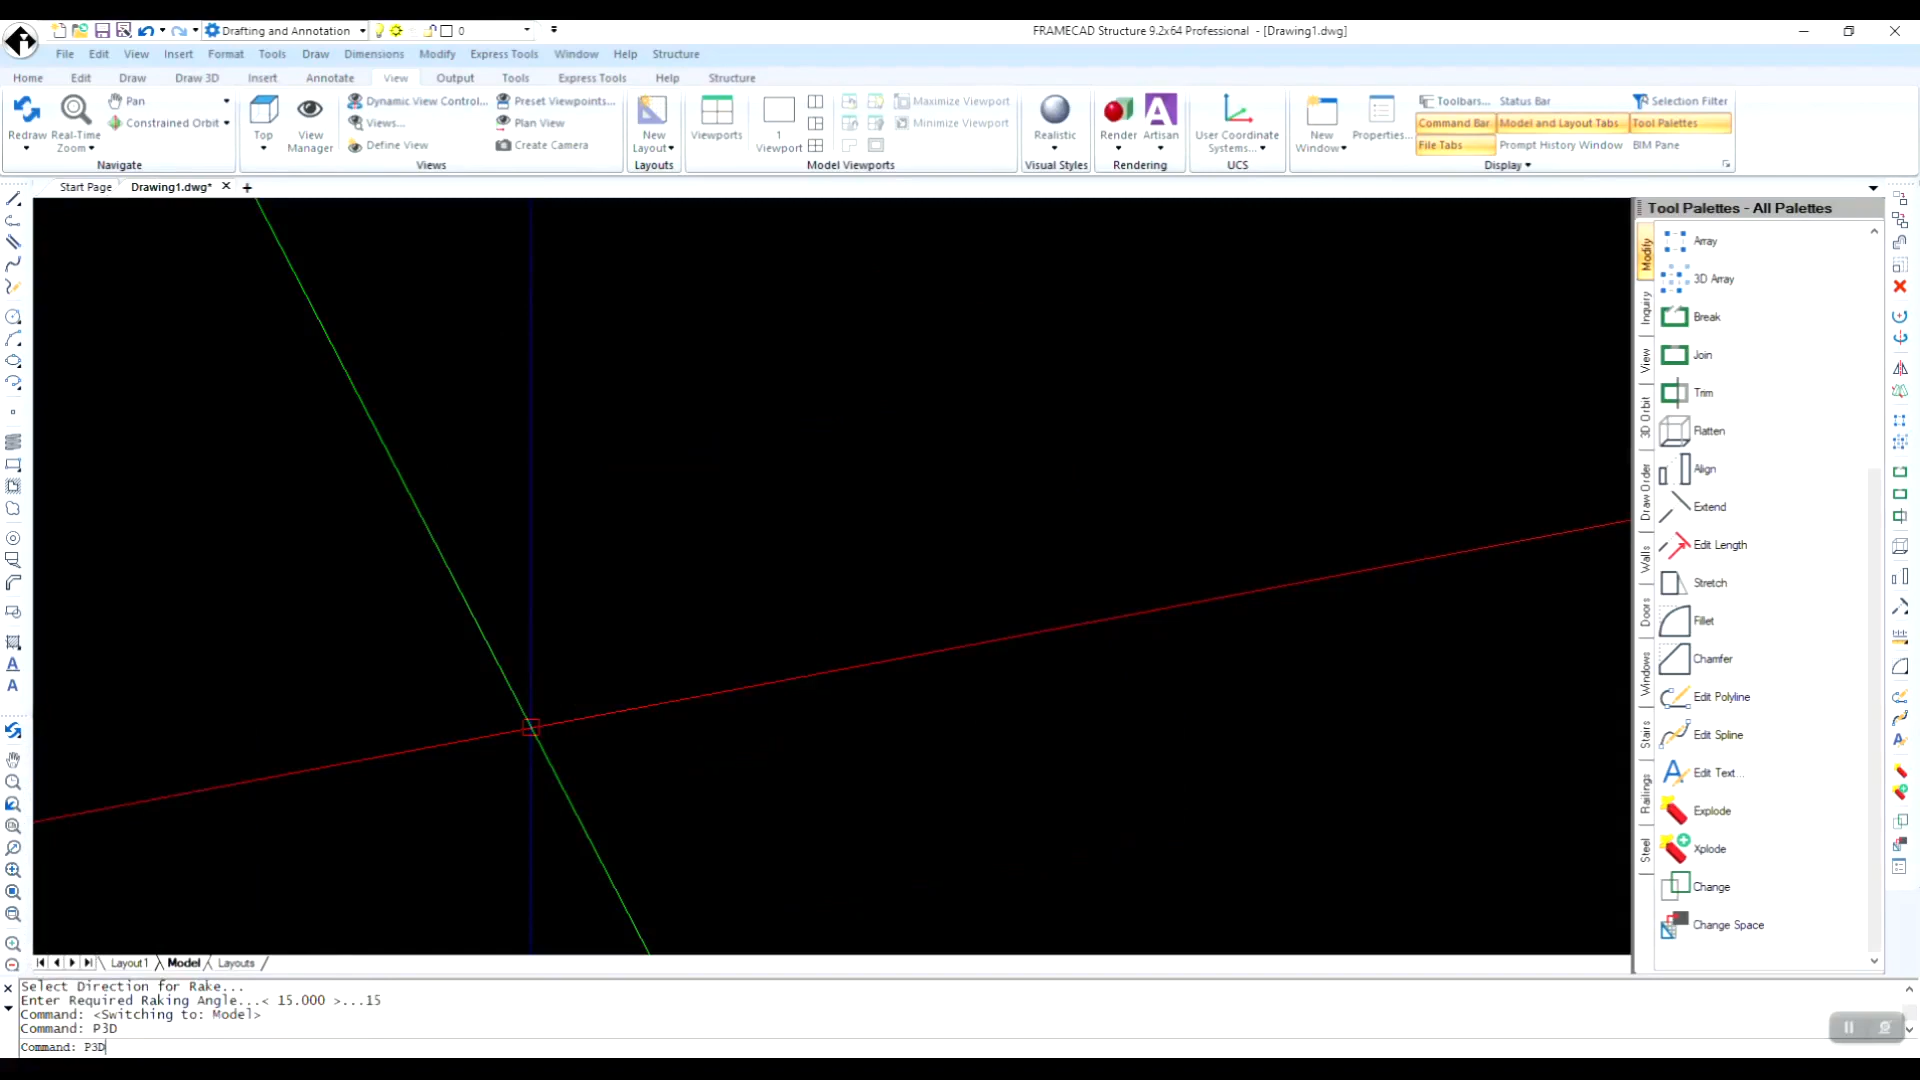 Drafting and Annotation
0
FRAMECAD Structure 9.2x64 Professional - [Drawing1.dwg]
File Edit View Insert Format Tools Draw Dimensions Modify Express Tools Window Help Structure
Home Edit Draw Draw 3D Insert Annotate View Output Tools Express Tools Help Structure
Redraw
Real-Time
Zoom
Pan
Constrained Orbit
Navigate
Top
View
Manager
Dynamic View Control...
Views...
Define View
Preset Viewpoints...
Plan View
Create Camera
Views
New
Layout
Layouts
Viewports
1
Viewport
Maximize Viewport
Minimize Viewport
Model Viewports
Realistic
Visual Styles
Render
Artisan
Rendering
User Coordinate
Systems...
UCS
New
Window
Properties...
Toolbars...
Status Bar
Selection Filter
Command Bar
Model and Layout Tabs
Tool Palettes
File Tabs
Prompt History Window
BIM Pane
Display
Start Page
Drawing1.dwg*
Tool Palettes - All Palettes
Modify
Inquiry
View
3D Orbit
Draw Order
Walls
Doors
Windows
Stairs
Railings
Steel
Array
3D Array
Break
Join
Trim
Flatten
Align
Extend
Edit Length
Stretch
Fillet
Chamfer
Edit Polyline
Edit Spline
Edit Text...
Explode
Xplode
Change
Change Space
Layout1
Model
Layouts
Select Direction for Rake...
Enter Required Raking Angle...< 15.000 >...15
Command: <Switching to: Model>
Command: P3D
Command: P3D